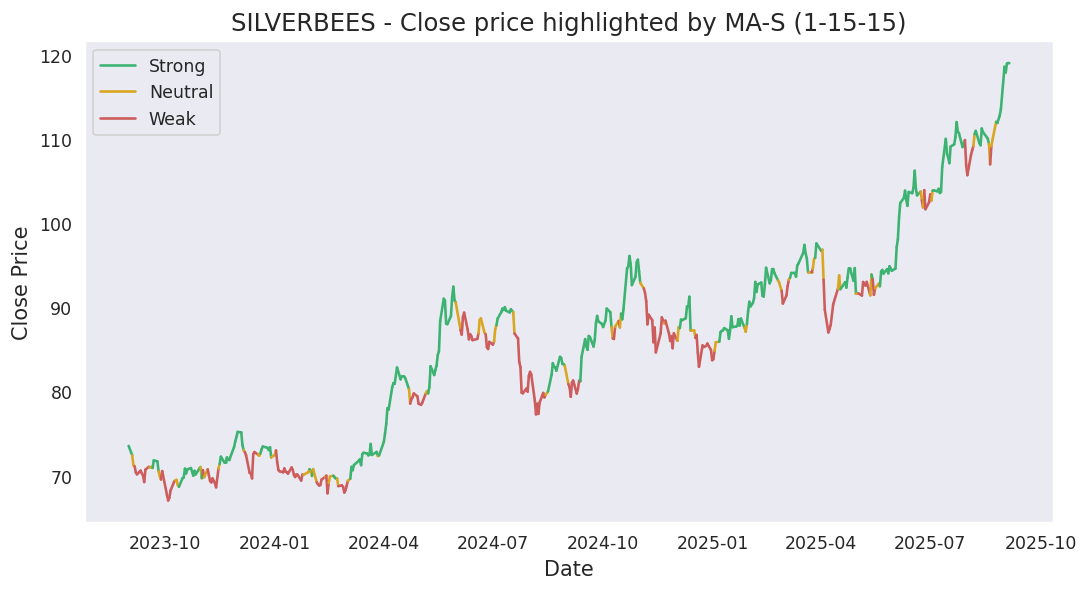 SILVERBEES - Close price highlighted by MA-S (1-15-15)
Strong
Neutral
Weak
120
110
100
90
80
70
Close Price
2023-10 2024-01 2024-04 2024-07 2024-10 2025-01 2025-04 2025-07 2025-10
Date